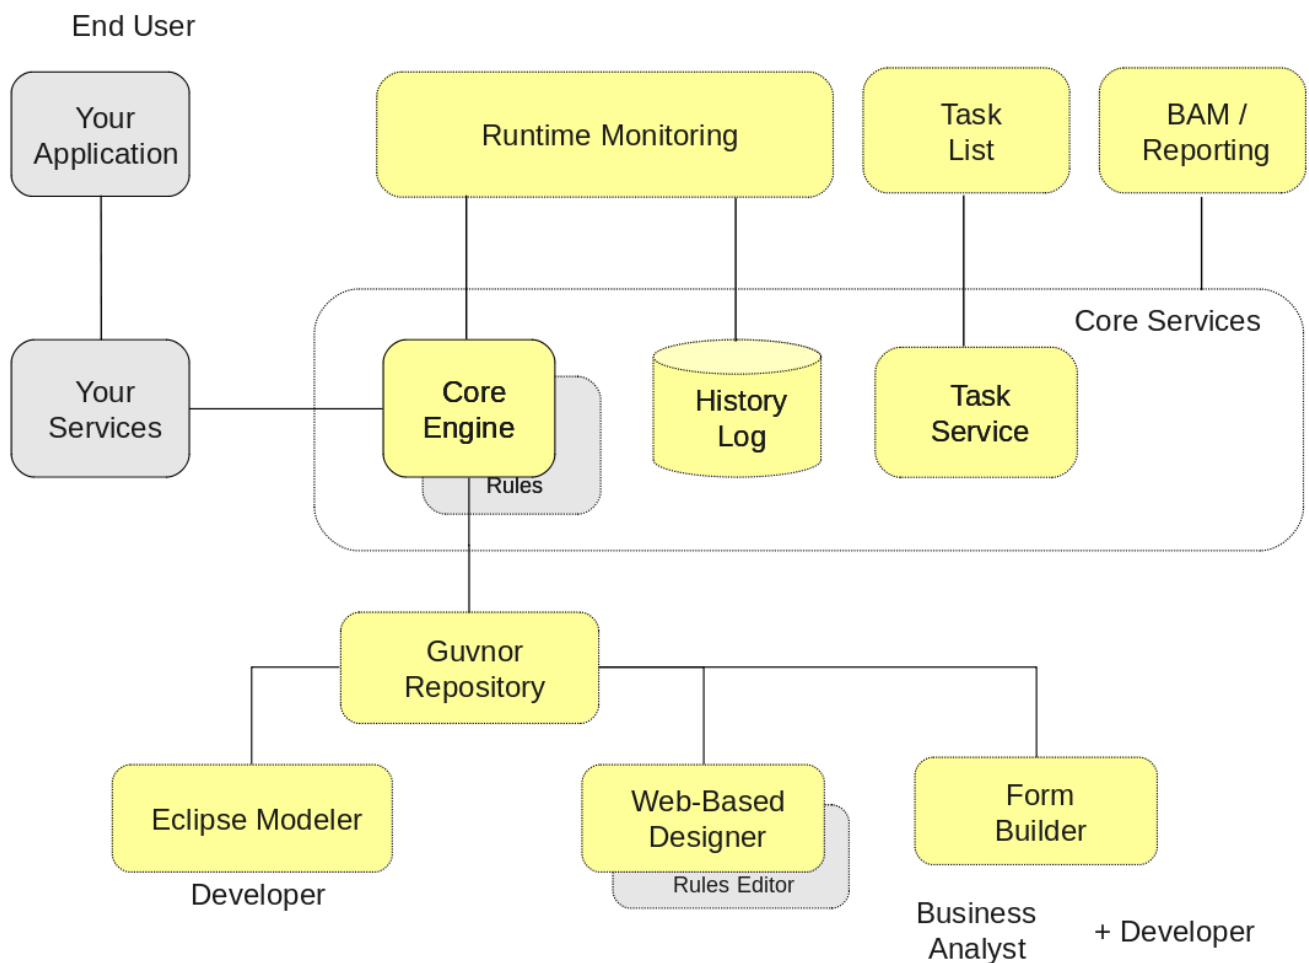 End User
Your
Application
Runtime Monitoring
Task
List
BAM /
Reporting
Core Services
Your
Services
Core
Engine
Rules
History
Log
Task
Service
Guvnor
Repository
Eclipse Modeler
Developer
Web-Based
Designer
Rules Editor
Form
Builder
Business
Analyst
+ Developer